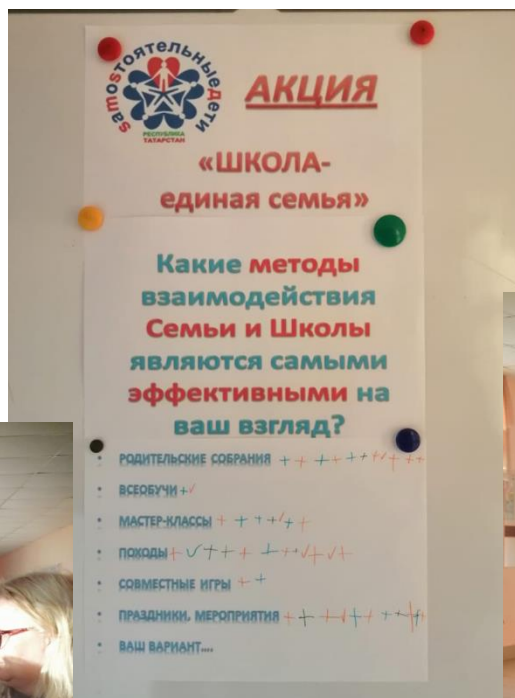 samostоятельныедети
РЕСПУБЛИКА
ТАТАРСТАН
АКЦИЯ
«ШКОЛА-
единая семья»
Какие методы
взаимодействия
Семьи и Школы
являются самыми
эффективными на
ваш взгляд?
• РОДИТЕЛЬСКИЕ СОБРАНИЯ
• ВСЕОБУЧИ
• МАСТЕР-КЛАССЫ
• ПОХОДЫ
• СОВМЕСТНЫЕ ИГРЫ
• ПРАЗДНИКИ, МЕРОПРИЯТИЯ
• ВАШ ВАРИАНТ....